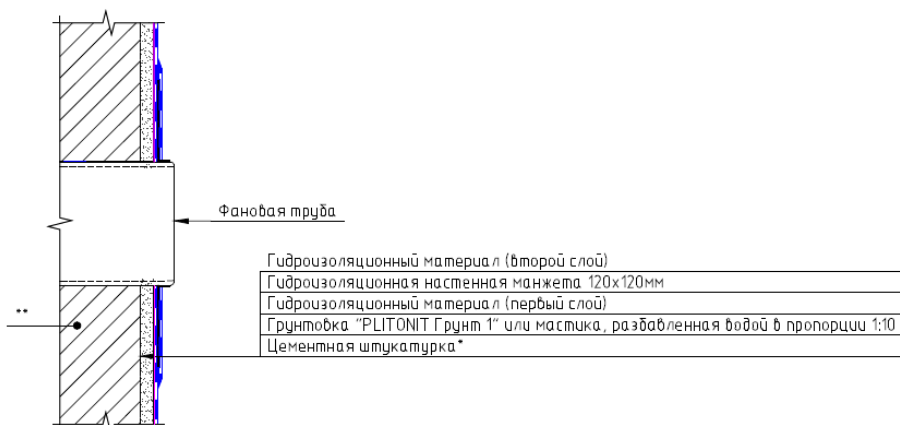 Фановая труба
Гидроизоляционный материал (второй слой)
Гидроизоляционная настенная манжета 120х120мм
Гидроизоляционный материал (первый слой)
Грунтовка "PLITONIT Грунт 1" или мастика, разбавленная водой в пропорции 1:10
Цементная штукатурка*
**